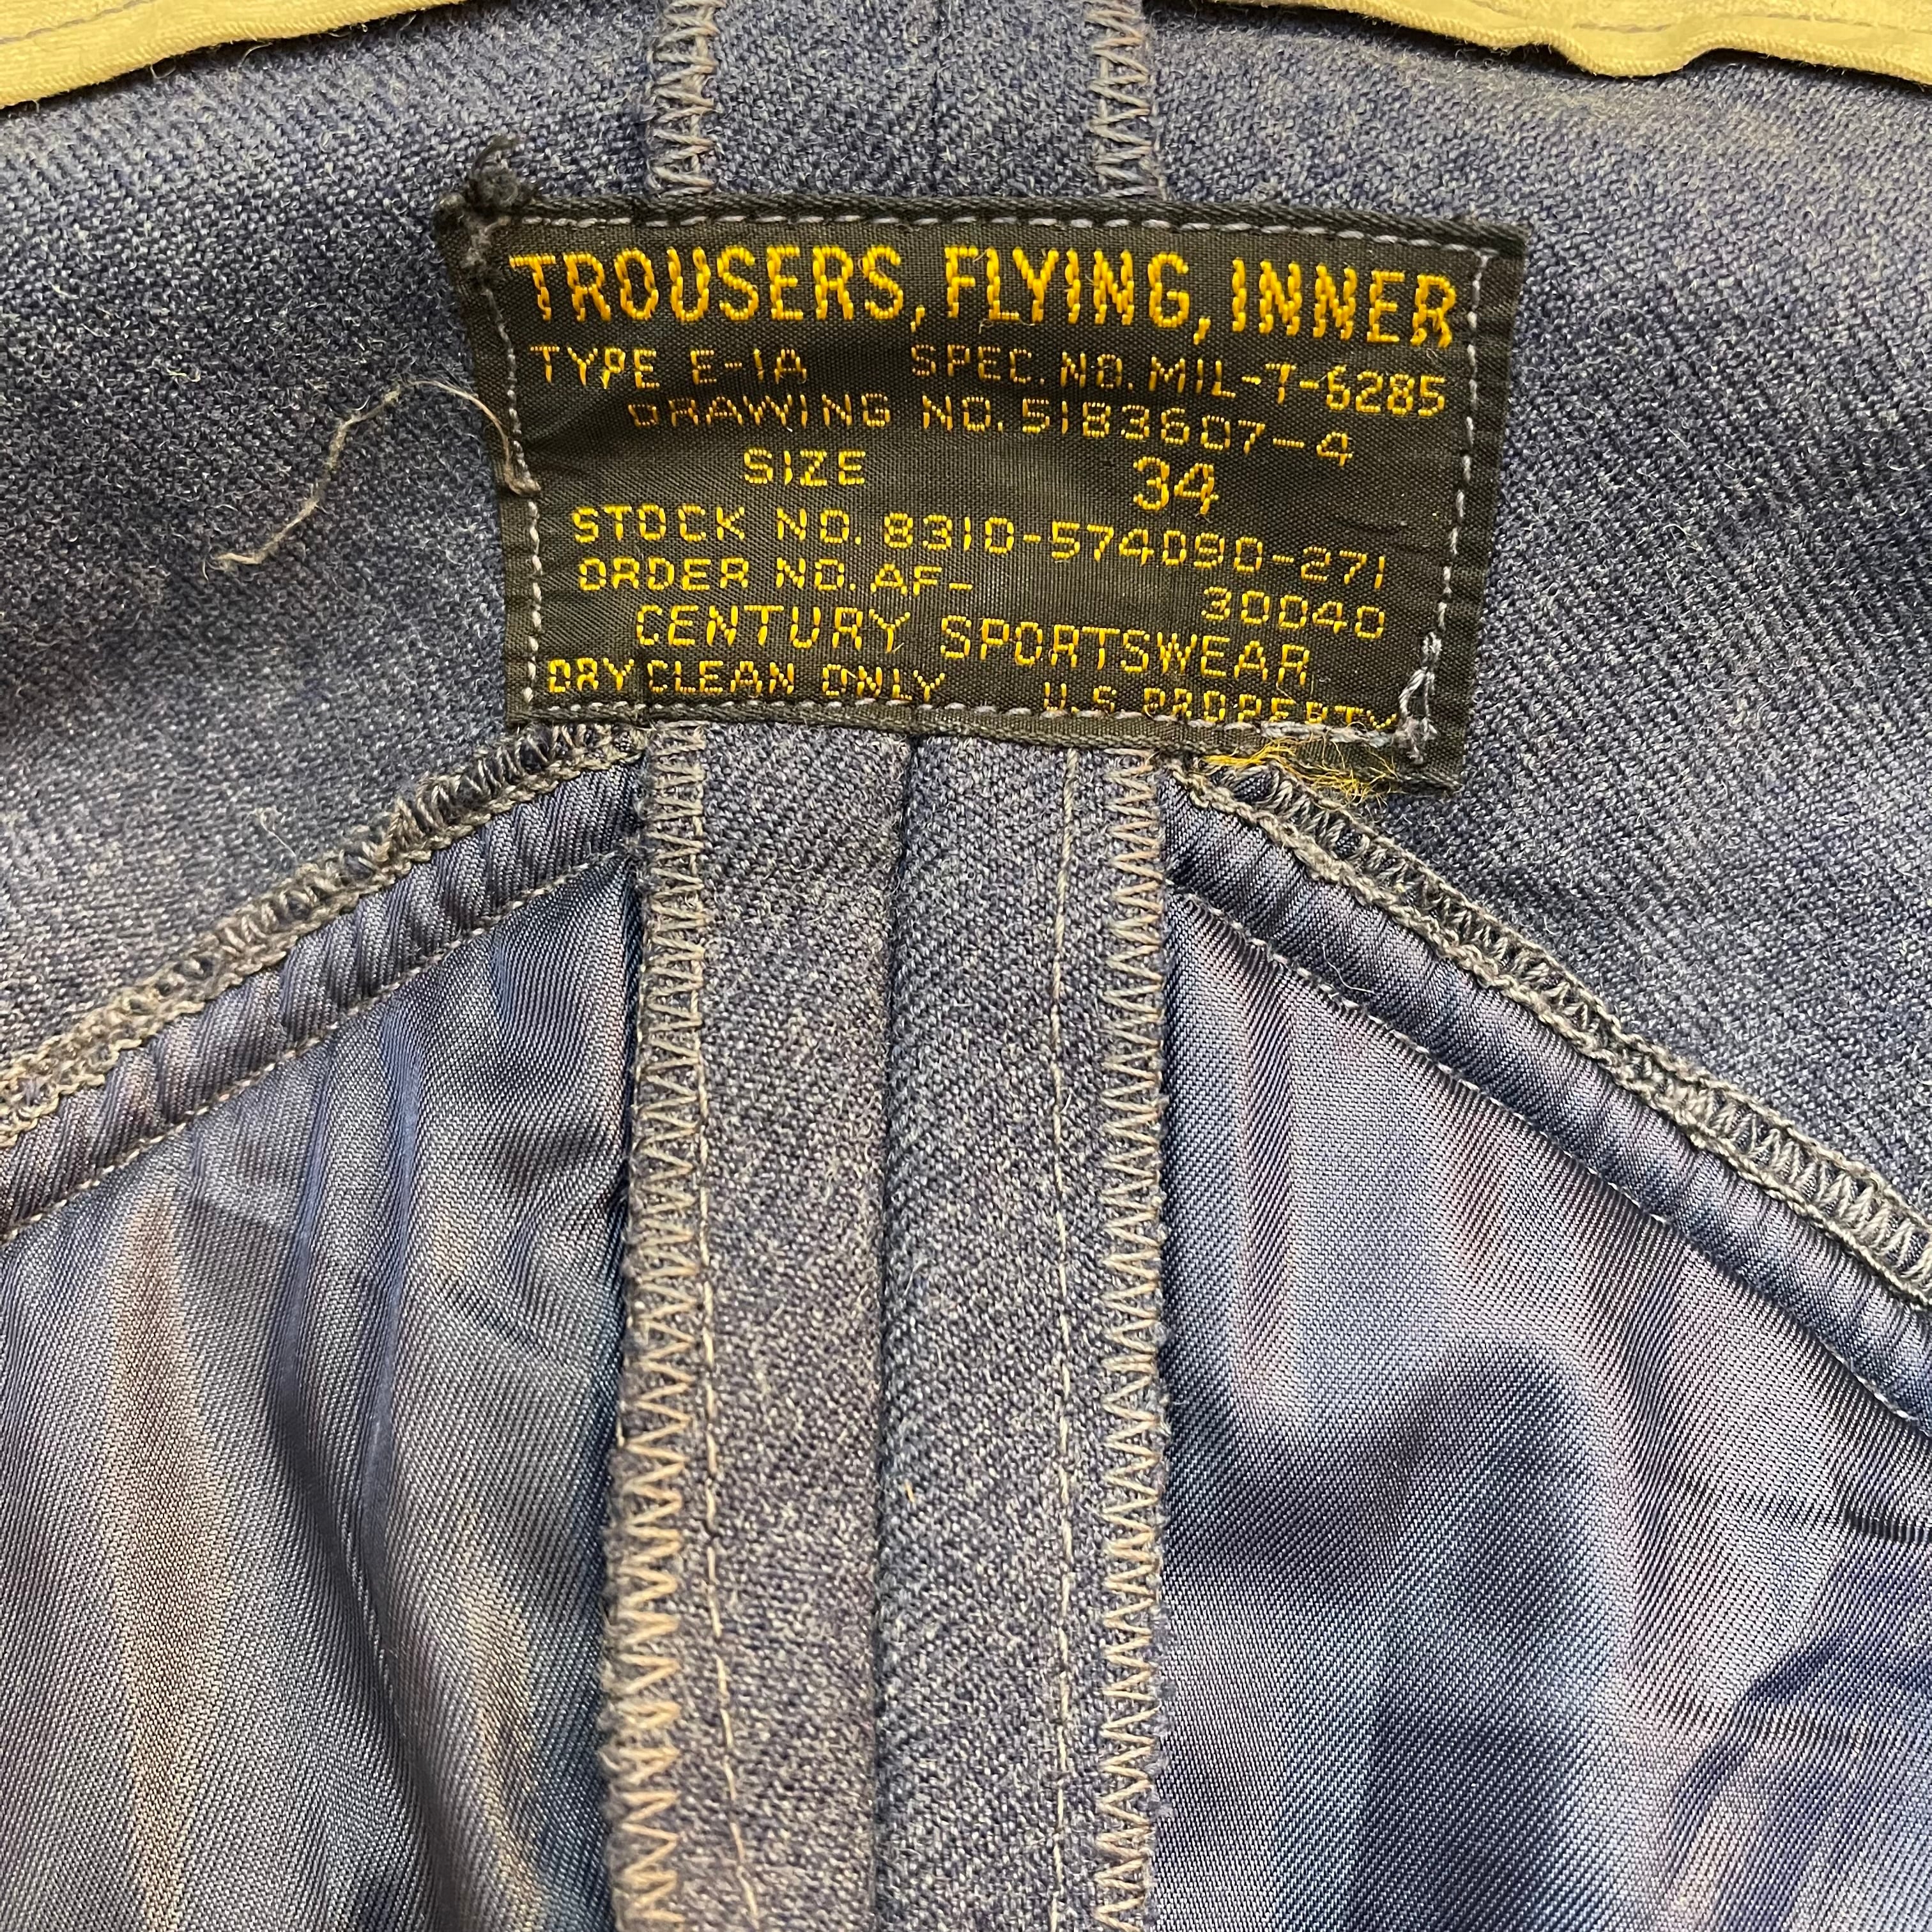 TROUSERS, FLYING, INNER
TYPE E-1A SPEC. NO. MIL-T-6285
DRAWING NO. 5183607-4
SIZE 34
STOCK NO. 8310-574090-271
ORDER NO. AF- 30040
CENTURY SPORTSWEAR
DRY CLEAN ONLY U.S. PROPERTY